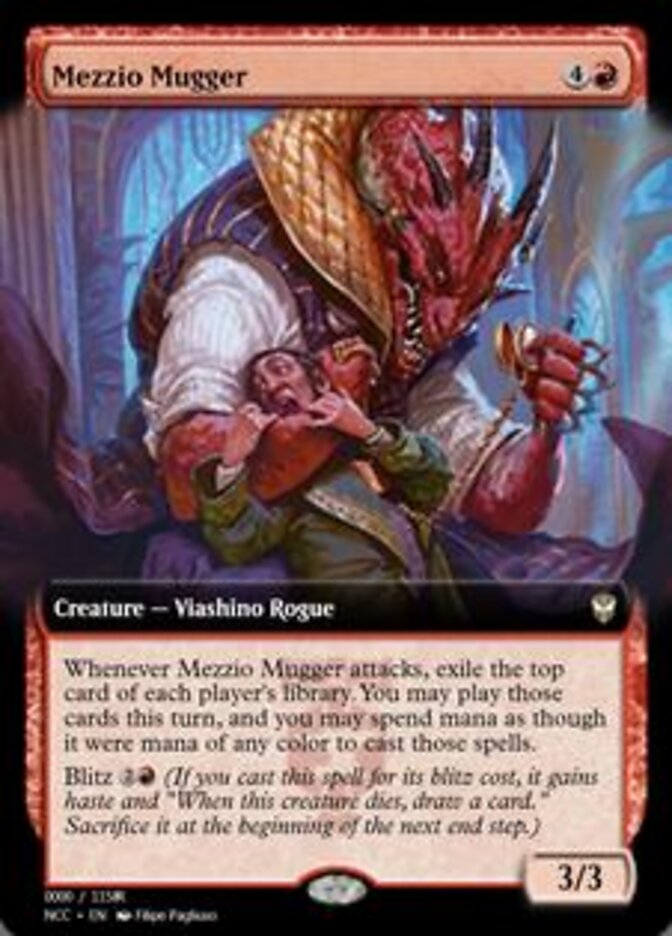 Mezzio Mugger 4
Creature — Viashino Rogue
Whenever Mezzio Mugger attacks, exile the top
card of each player's library. You may play those
cards this turn, and you may spend mana as though
it were mana of any color to cast those spells.
Blitz 2 (If you cast this spell for its blitz cost, it gains
haste and "When this creature dies, draw a card."
Sacrifice it at the beginning of the next end step.)
3/3
NCC • EN Filipe Pagliuso